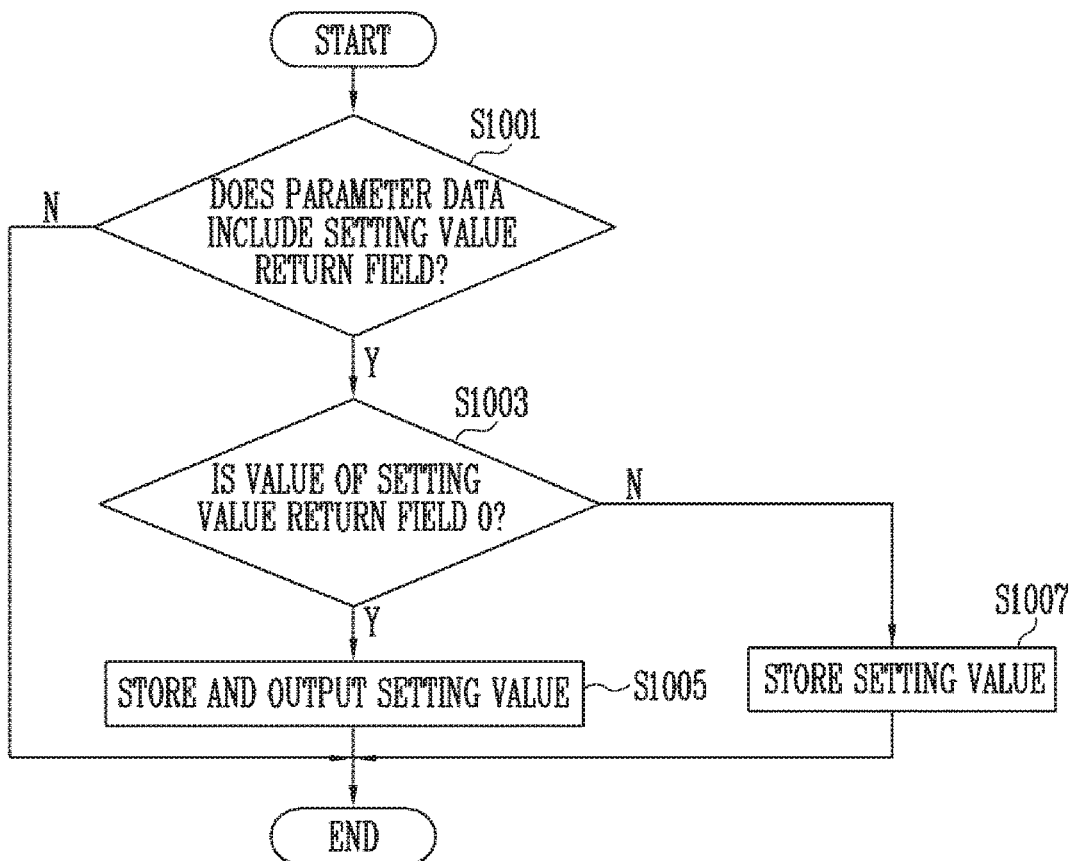 START
S1001
N
DOES PARAMETER DATA
INCLUDE SETTING VALUE
RETURN FIELD?
Y
S1003
IS VALUE OF SETTING
VALUE RETURN FIELD 0?
N
Y
S1007
STORE AND OUTPUT SETTING VALUE
S1005
STORE SETTING VALUE
END